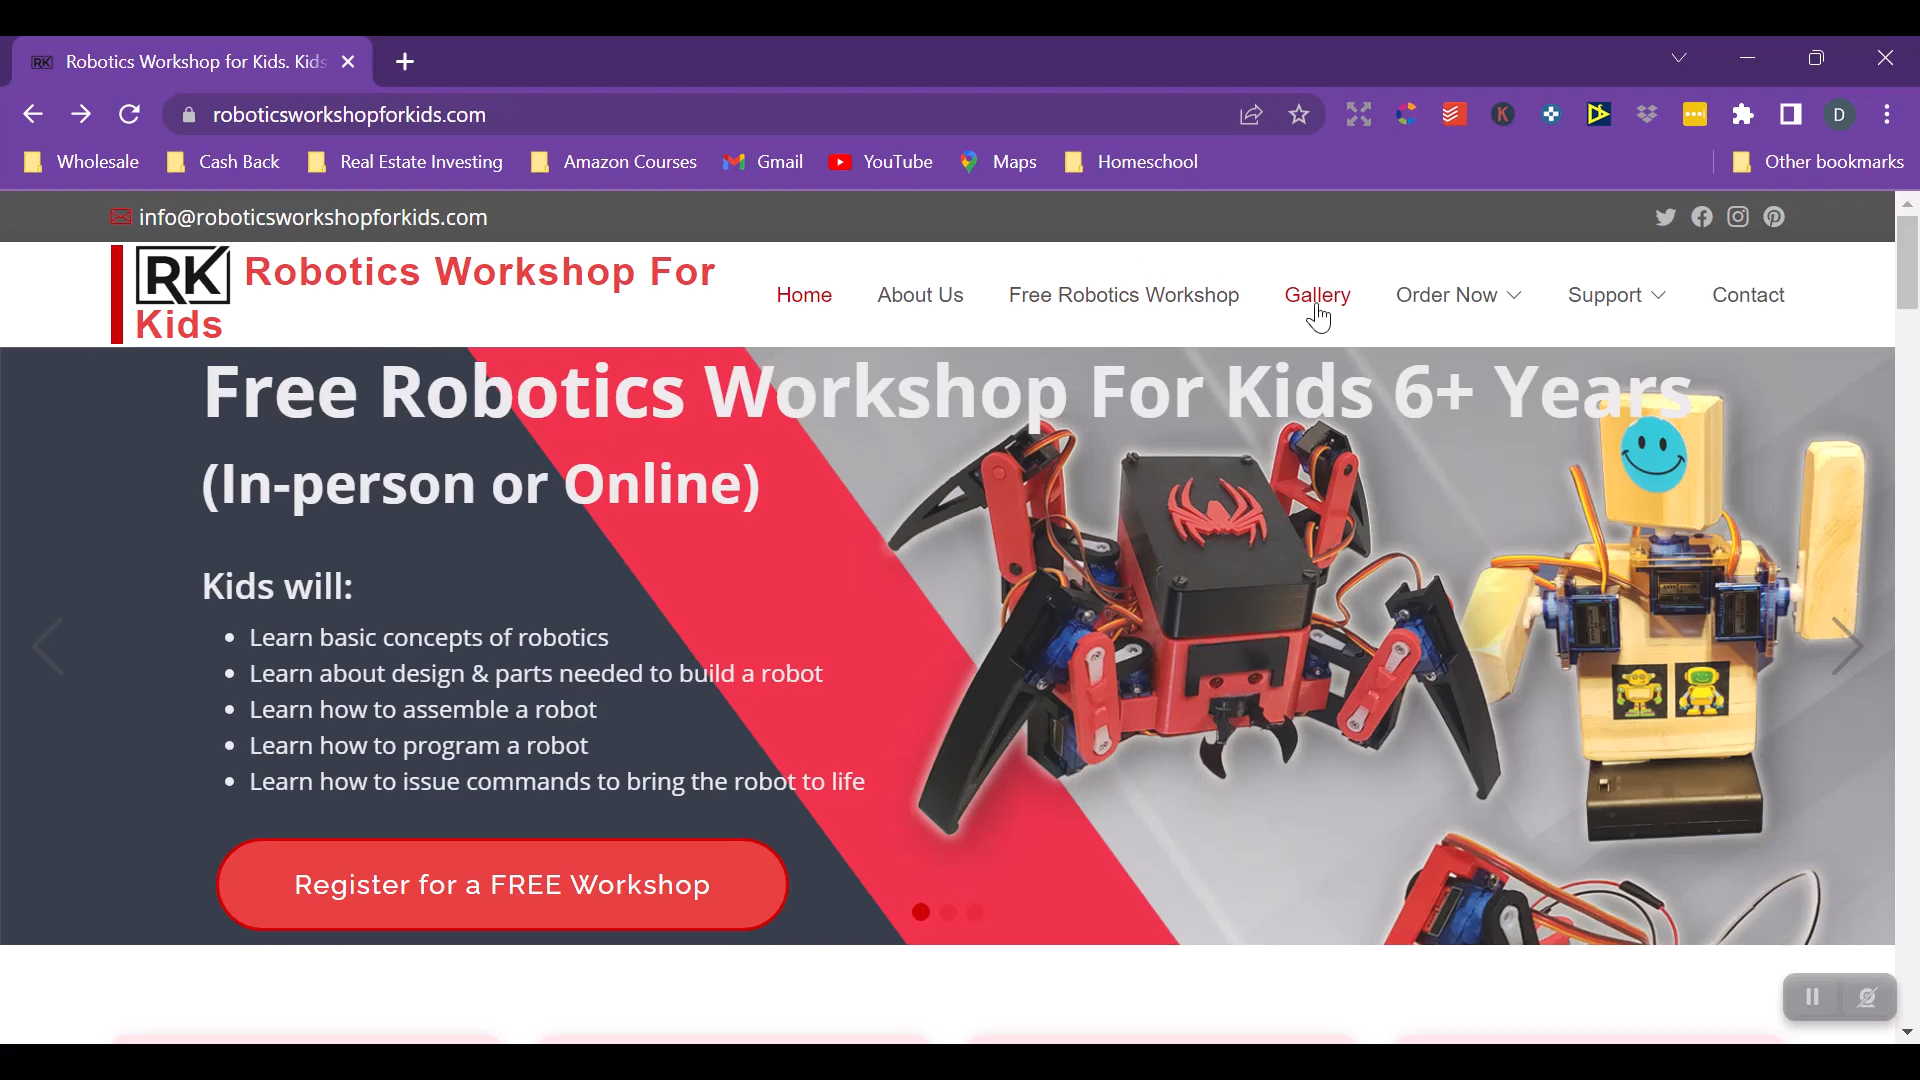 Robotics Workshop for Kids. Kids
roboticsworkshopforkids.com
D
Wholesale
Cash Back
Real Estate Investing
Amazon Courses
Gmail
YouTube
Maps
Homeschool
Other bookmarks
info@roboticsworkshopforkids.com
RK Robotics Workshop For
Kids
Home
About Us
Free Robotics Workshop
Gallery
Order Now
Support
Contact
Free Robotics Workshop For Kids 6+ Years
(In-person or Online)
Kids will:
Learn basic concepts of robotics
Learn about design & parts needed to build a robot
Learn how to assemble a robot
Learn how to program a robot
Learn how to issue commands to bring the robot to life
Register for a FREE Workshop